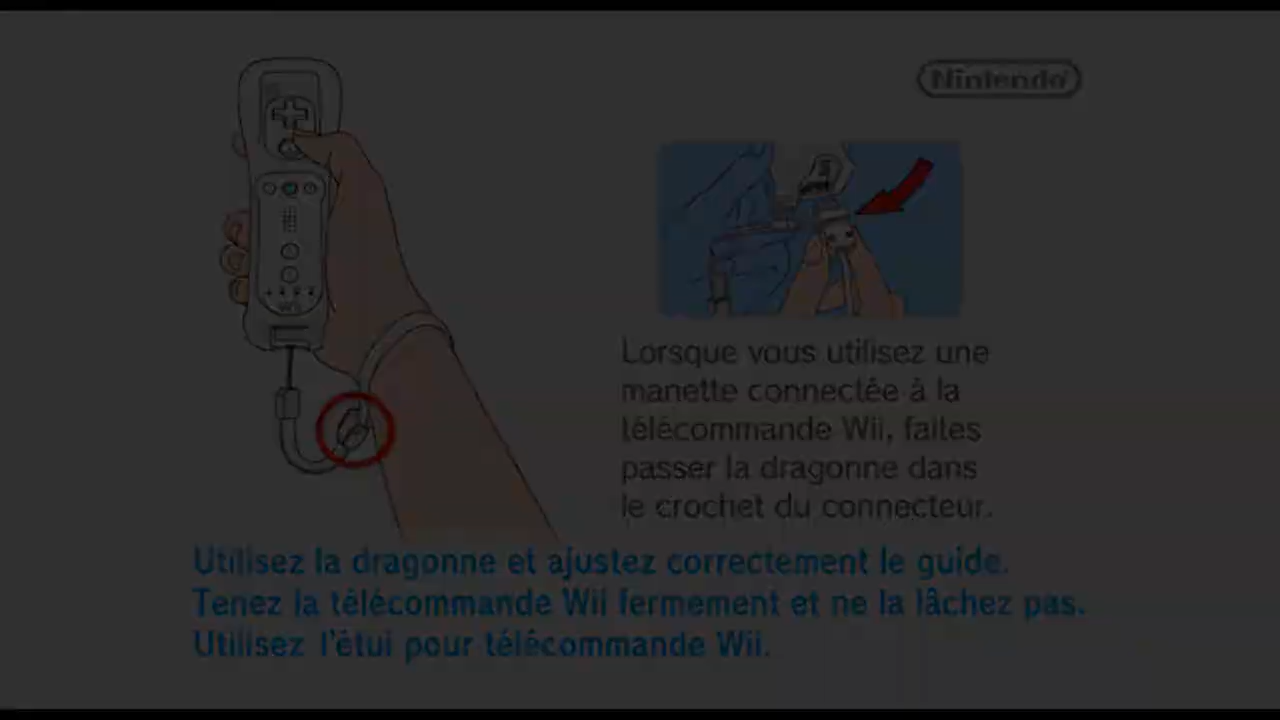 Nintendo
Wii
Lorsque vous utilisez une
manette connectée à la
télécommande Wii, faites
passer la dragonne dans
le crochet du connecteur.
Utilisez la dragonne et ajustez correctement le guide.
Tenez la télécommande Wii fermement et ne la lâchez pas.
Utilisez l'étui pour télécommande Wii.